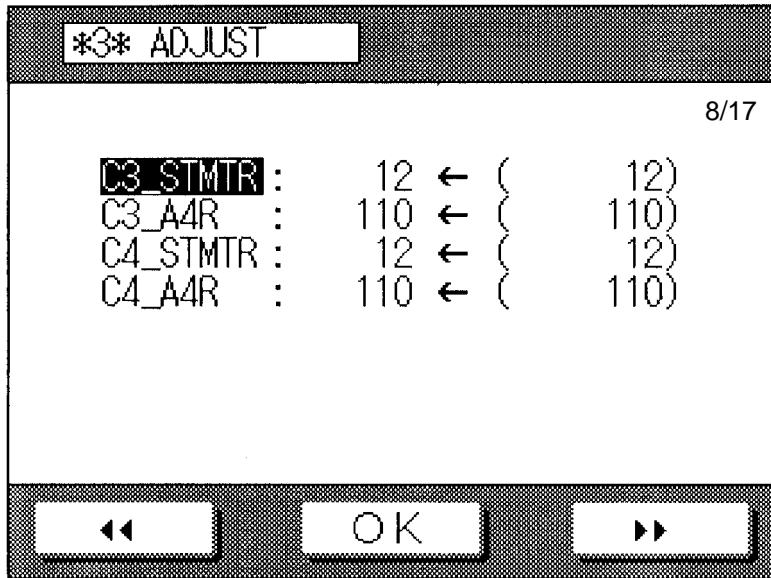 *3* ADJUST
8/17
C3_STMTR : 12 ← ( 12)
C3_A4R : 110 ← ( 110)
C4_STMTR : 12 ← ( 12)
C4_A4R : 110 ← ( 110)
OK